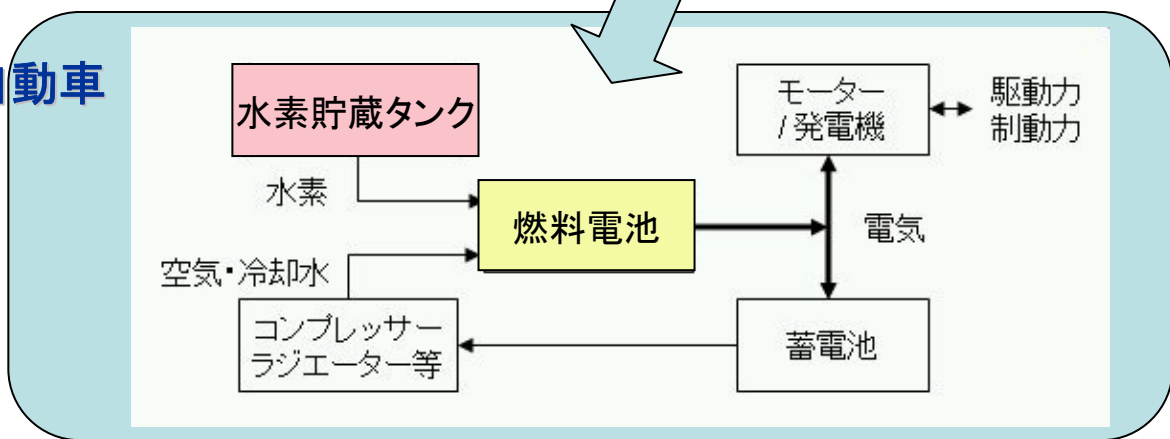 動車
水素貯蔵タンク
モーター
/発電機
駆動力
制動力
水素
燃料電池
電気
空気・冷却水
コンプレッサー
ラジエーター等
蓄電池